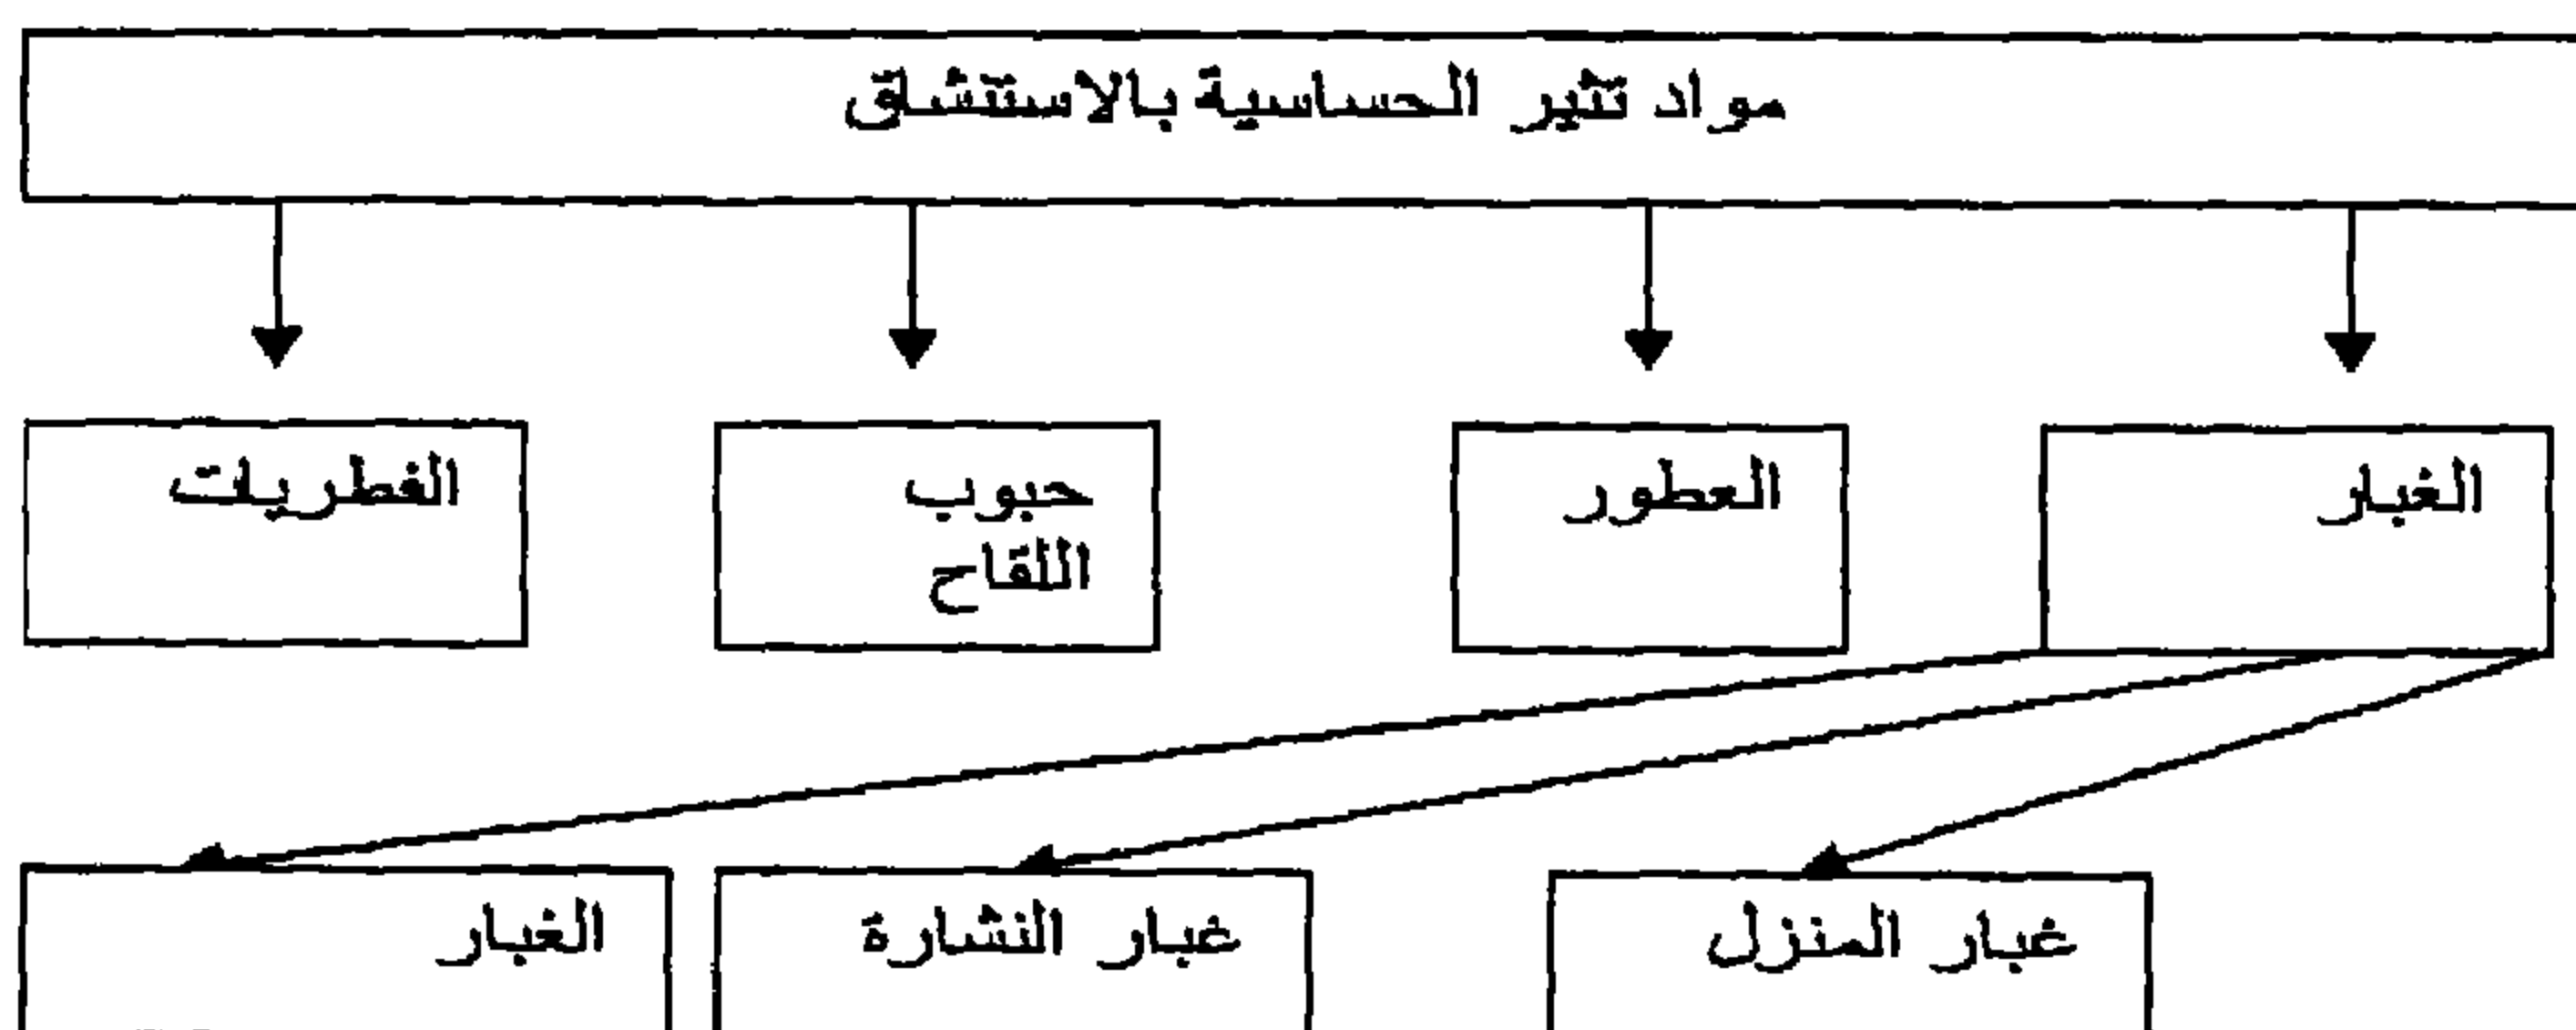 مواد تثير الحساسية بالاستنشاق
الغبار
العطور
حبوب
اللقاح
الفطريات
غبار المنزل
غبار النشارة
الغبار